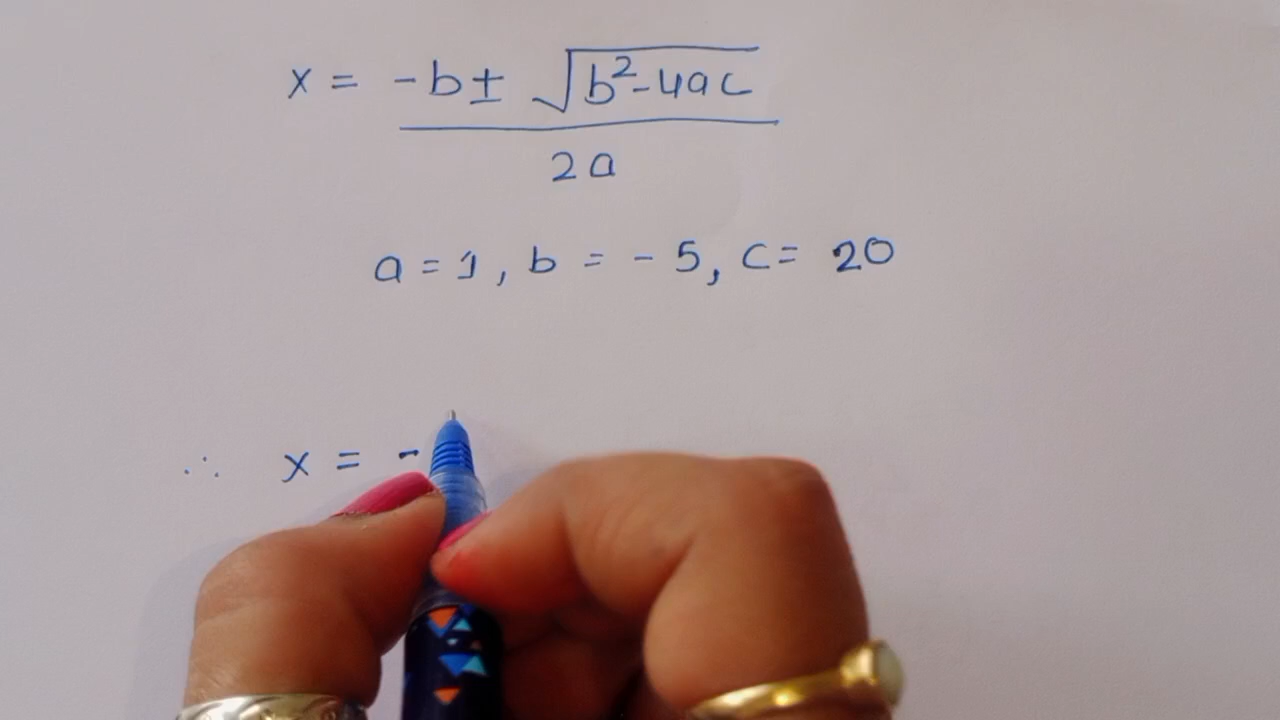 x = -b ± √b²-4ac
2a
a = 1, b = -5, c = 20
∴ x = -